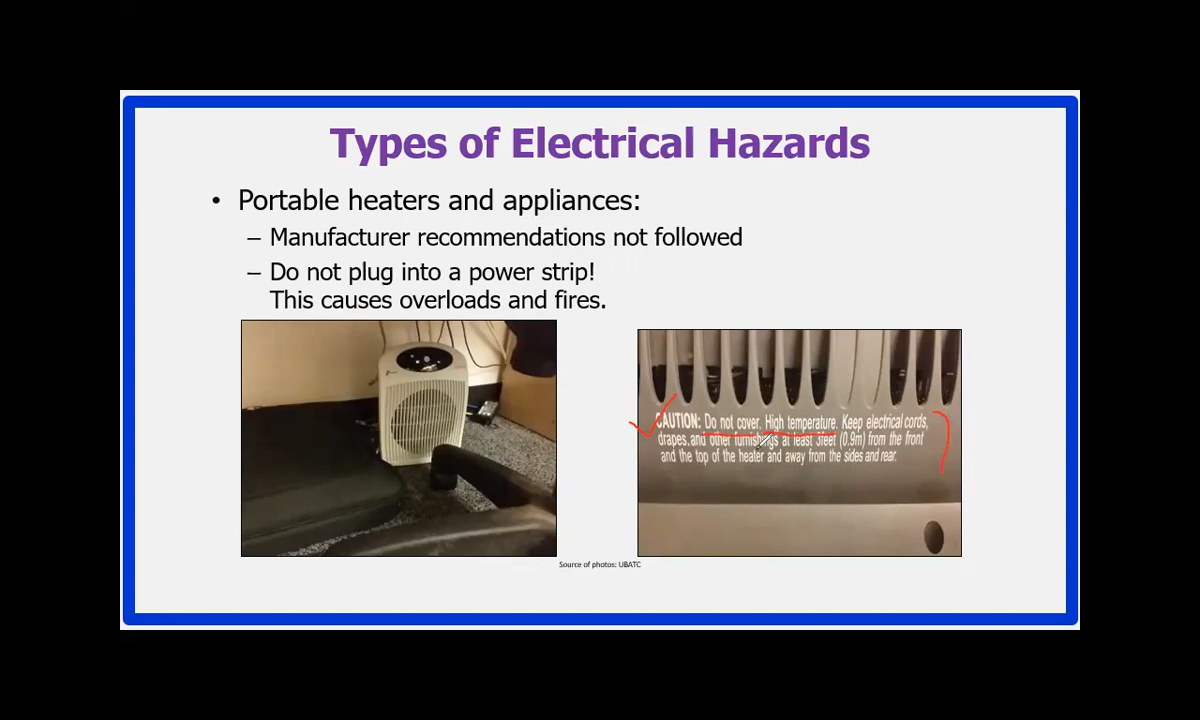 Types of Electrical Hazards
• Portable heaters and appliances:
– Manufacturer recommendations not followed
– Do not plug into a power strip!
This causes overloads and fires.
CAUTION: Do not cover. High temperature. Keep electrical cords,
drapes, and other furnishings at least 3feet (0.9m) from the front
and the top of the heater and away from the sides and rear.
Source of photos: UBATC